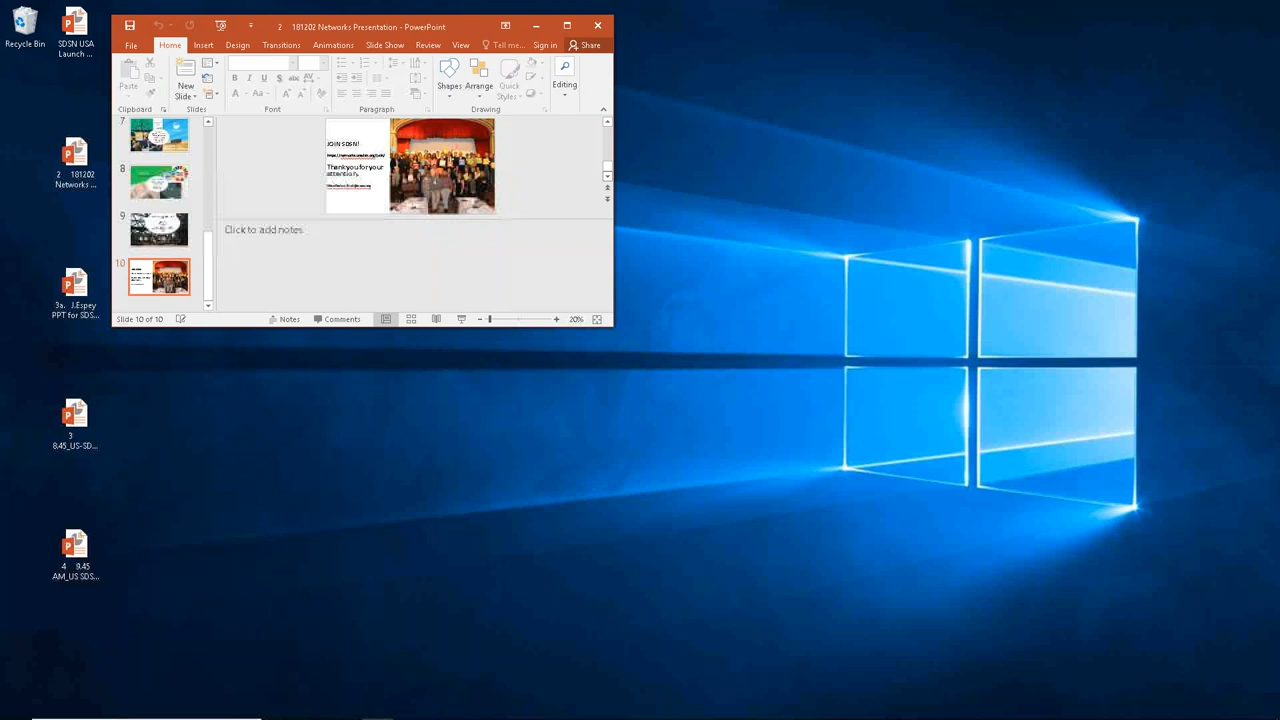 Recycle Bin
SDSN USA
Launch ...
2 181202
Networks ...
3a. J.Espey
PPT for SDS...
3
8.45_US-SD...
4 9.45
AM_US SDS...
2 181202 Networks Presentation - PowerPoint
File Home Insert Design Transitions Animations Slide Show Review View Tell me... Sign in Share
Paste
New
Slide
Shapes
Arrange
Quick
Styles
Editing
B I U S abc AV
A Aa A A
Clipboard Slides Font Paragraph Drawing
7
8
9
10
JOIN SDSN!
Thank you for your
attention.
Click to add notes
Slide 10 of 10 Notes Comments 20%